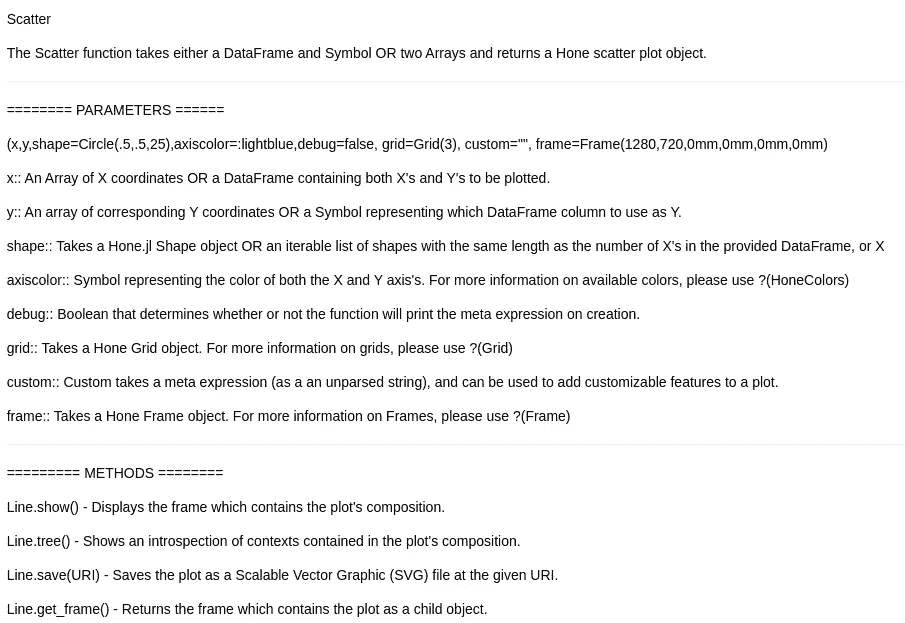 Scatter
The Scatter function takes either a DataFrame and Symbol OR two Arrays and returns a Hone scatter plot object.
======== PARAMETERS ======
(x,y,shape=Circle(.5,.5,25),axiscolor=:lightblue,debug=false, grid=Grid(3), custom="", frame=Frame(1280,720,0mm,0mm,0mm,0mm)
x:: An Array of X coordinates OR a DataFrame containing both X's and Y's to be plotted.
y:: An array of corresponding Y coordinates OR a Symbol representing which DataFrame column to use as Y.
shape:: Takes a Hone.jl Shape object OR an iterable list of shapes with the same length as the number of X's in the provided DataFrame, or X
axiscolor:: Symbol representing the color of both the X and Y axis's. For more information on available colors, please use ?(HoneColors)
debug:: Boolean that determines whether or not the function will print the meta expression on creation.
grid:: Takes a Hone Grid object. For more information on grids, please use ?(Grid)
custom:: Custom takes a meta expression (as a an unparsed string), and can be used to add customizable features to a plot.
frame:: Takes a Hone Frame object. For more information on Frames, please use ?(Frame)
========= METHODS ========
Line.show() - Displays the frame which contains the plot's composition.
Line.tree() - Shows an introspection of contexts contained in the plot's composition.
Line.save(URI) - Saves the plot as a Scalable Vector Graphic (SVG) file at the given URI.
Line.get_frame() - Returns the frame which contains the plot as a child object.